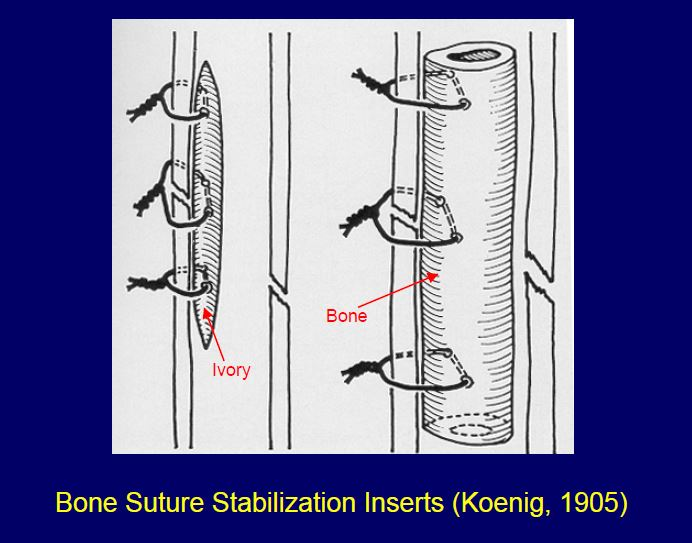 Bone
Ivory
Bone Suture Stabilization Inserts (Koenig, 1905)